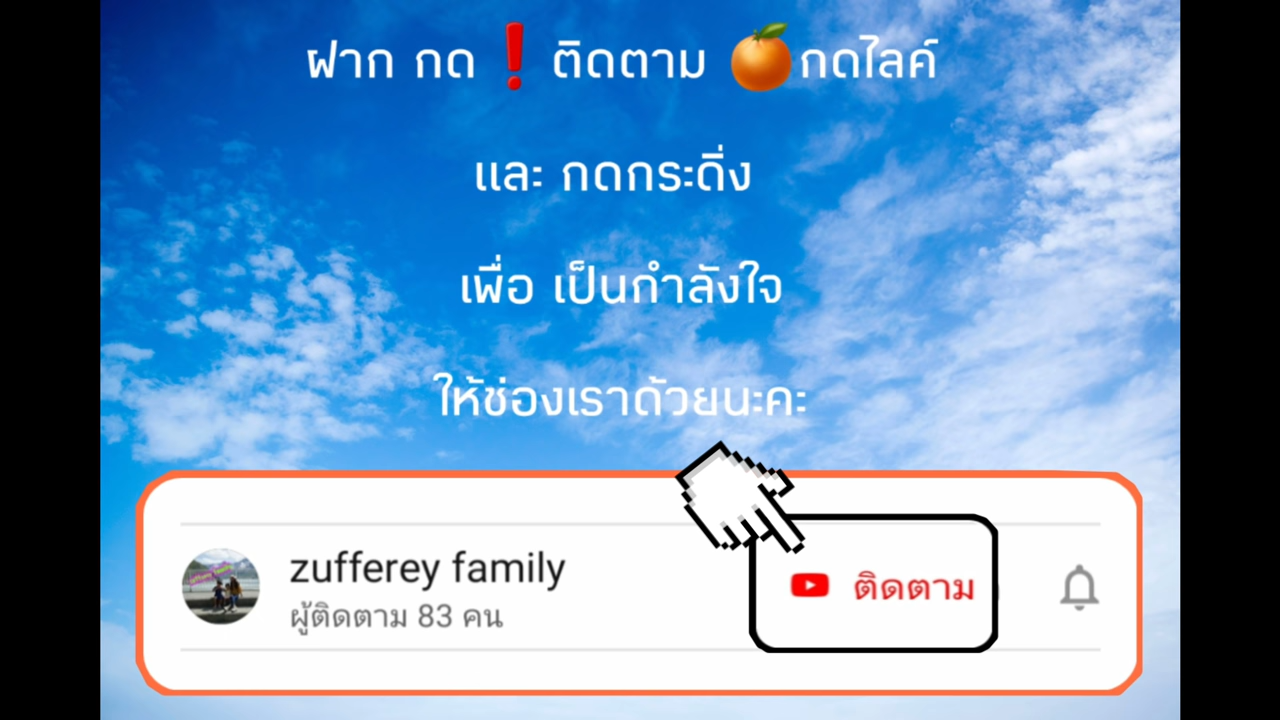 ฝาก กด❗ติดตาม 🍊กดไลค์
และ กดกระดิ่ง
เพื่อ เป็นกำลังใจ
ให้ช่องเราด้วยนะคะ
zufferey family
ผู้ติดตาม 83 คน
ติดตาม